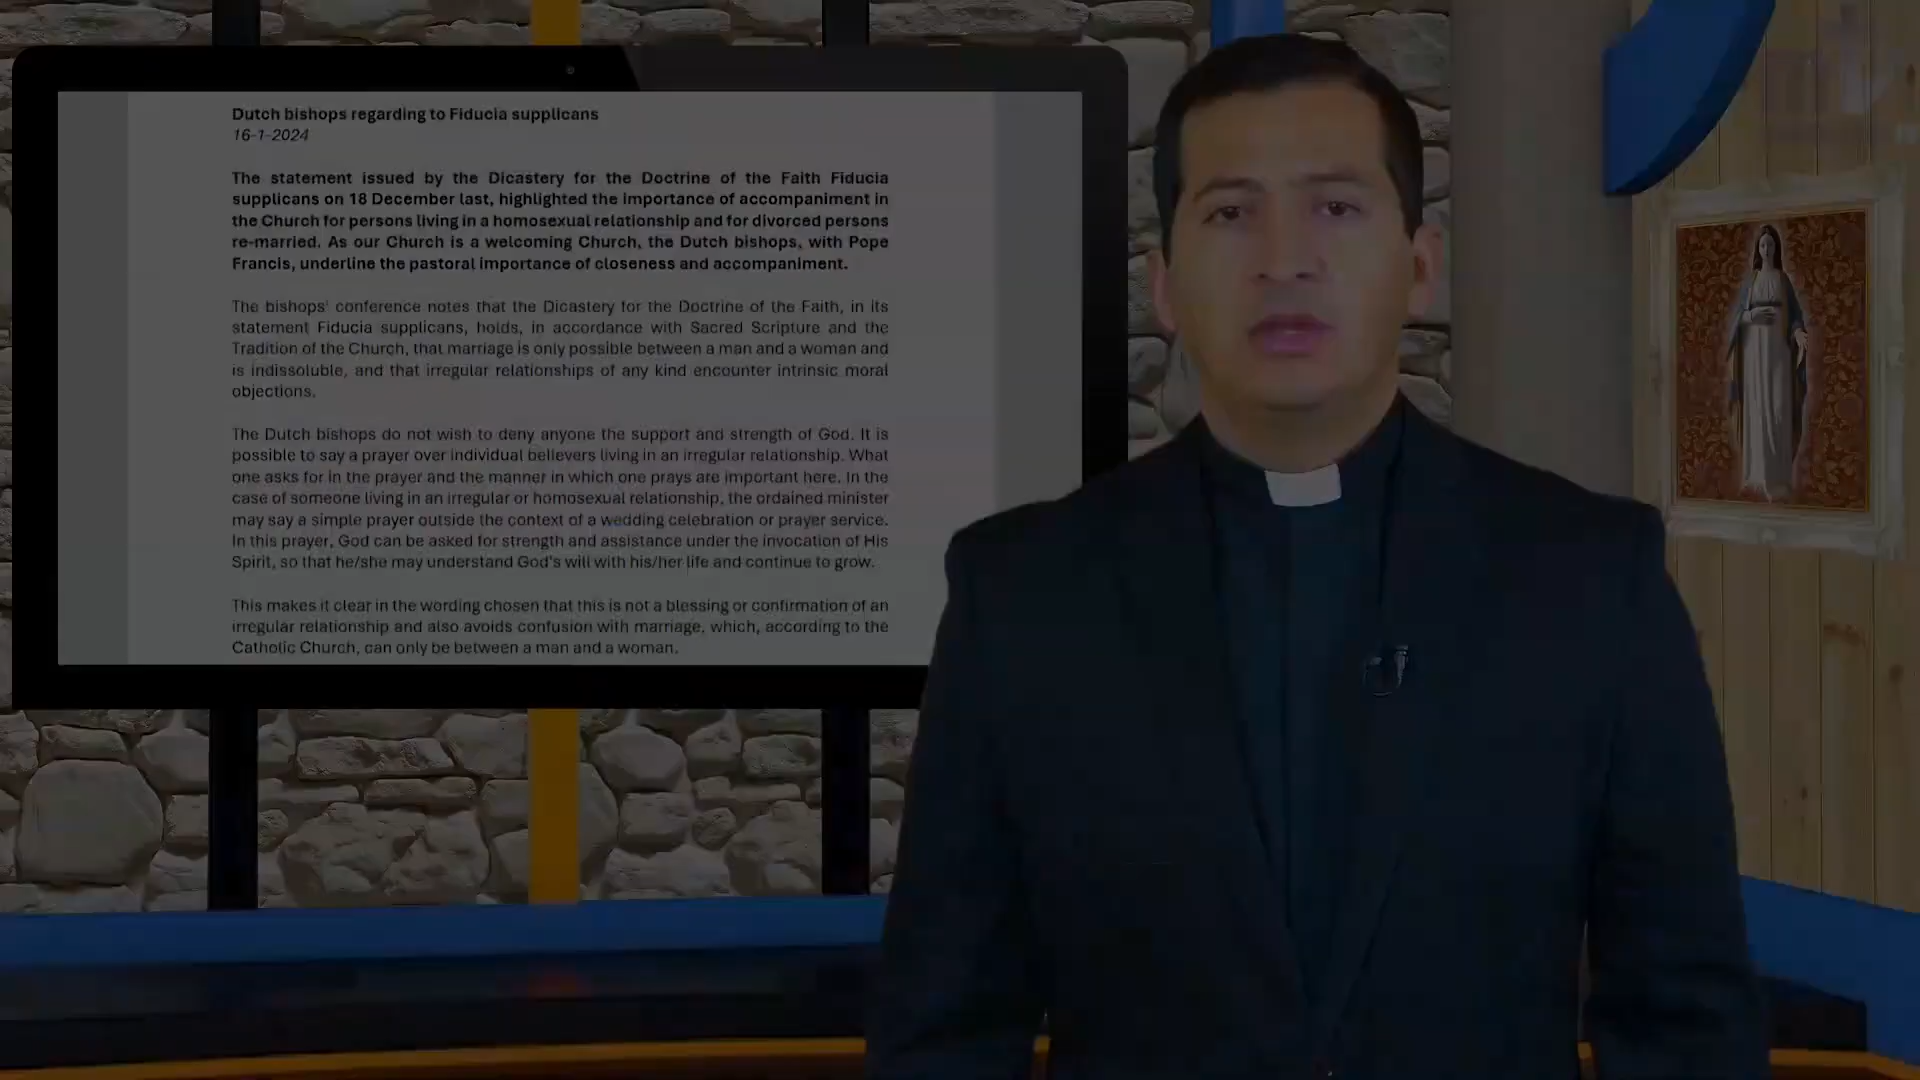 Dutch bishops regarding to Fiducia supplicans
16-1-2024
The statement issued by the Dicastery for the Doctrine of the Faith Fiducia
supplicans on 18 December last, highlighted the importance of accompaniment in
the Church for persons living in a homosexual relationship and for divorced persons
re-married. As our Church is a welcoming Church, the Dutch bishops, with Pope
Francis, underline the pastoral importance of closeness and accompaniment.
The bishops' conference notes that the Dicastery for the Doctrine of the Faith, in its
statement Fiducia supplicans, holds, in accordance with Sacred Scripture and the
Tradition of the Church, that marriage is only possible between a man and a woman and
is indissoluble, and that irregular relationships of any kind encounter intrinsic moral
objections.
The Dutch bishops do not wish to deny anyone the support and strength of God. It is
possible to say a prayer over individual believers living in an irregular relationship. What
one asks for in the prayer and the manner in which one prays are important here. In the
case of someone living in an irregular or homosexual relationship, the ordained minister
may say a simple prayer outside the context of a wedding celebration or prayer service.
In this prayer, God can be asked for strength and assistance under the invocation of His
Spirit, so that he/she may understand God's will with his/her life and continue to grow.
This makes it clear in the wording chosen that this is not a blessing or confirmation of an
irregular relationship and also avoids confusion with marriage, which, according to the
Catholic Church, can only be between a man and a woman.